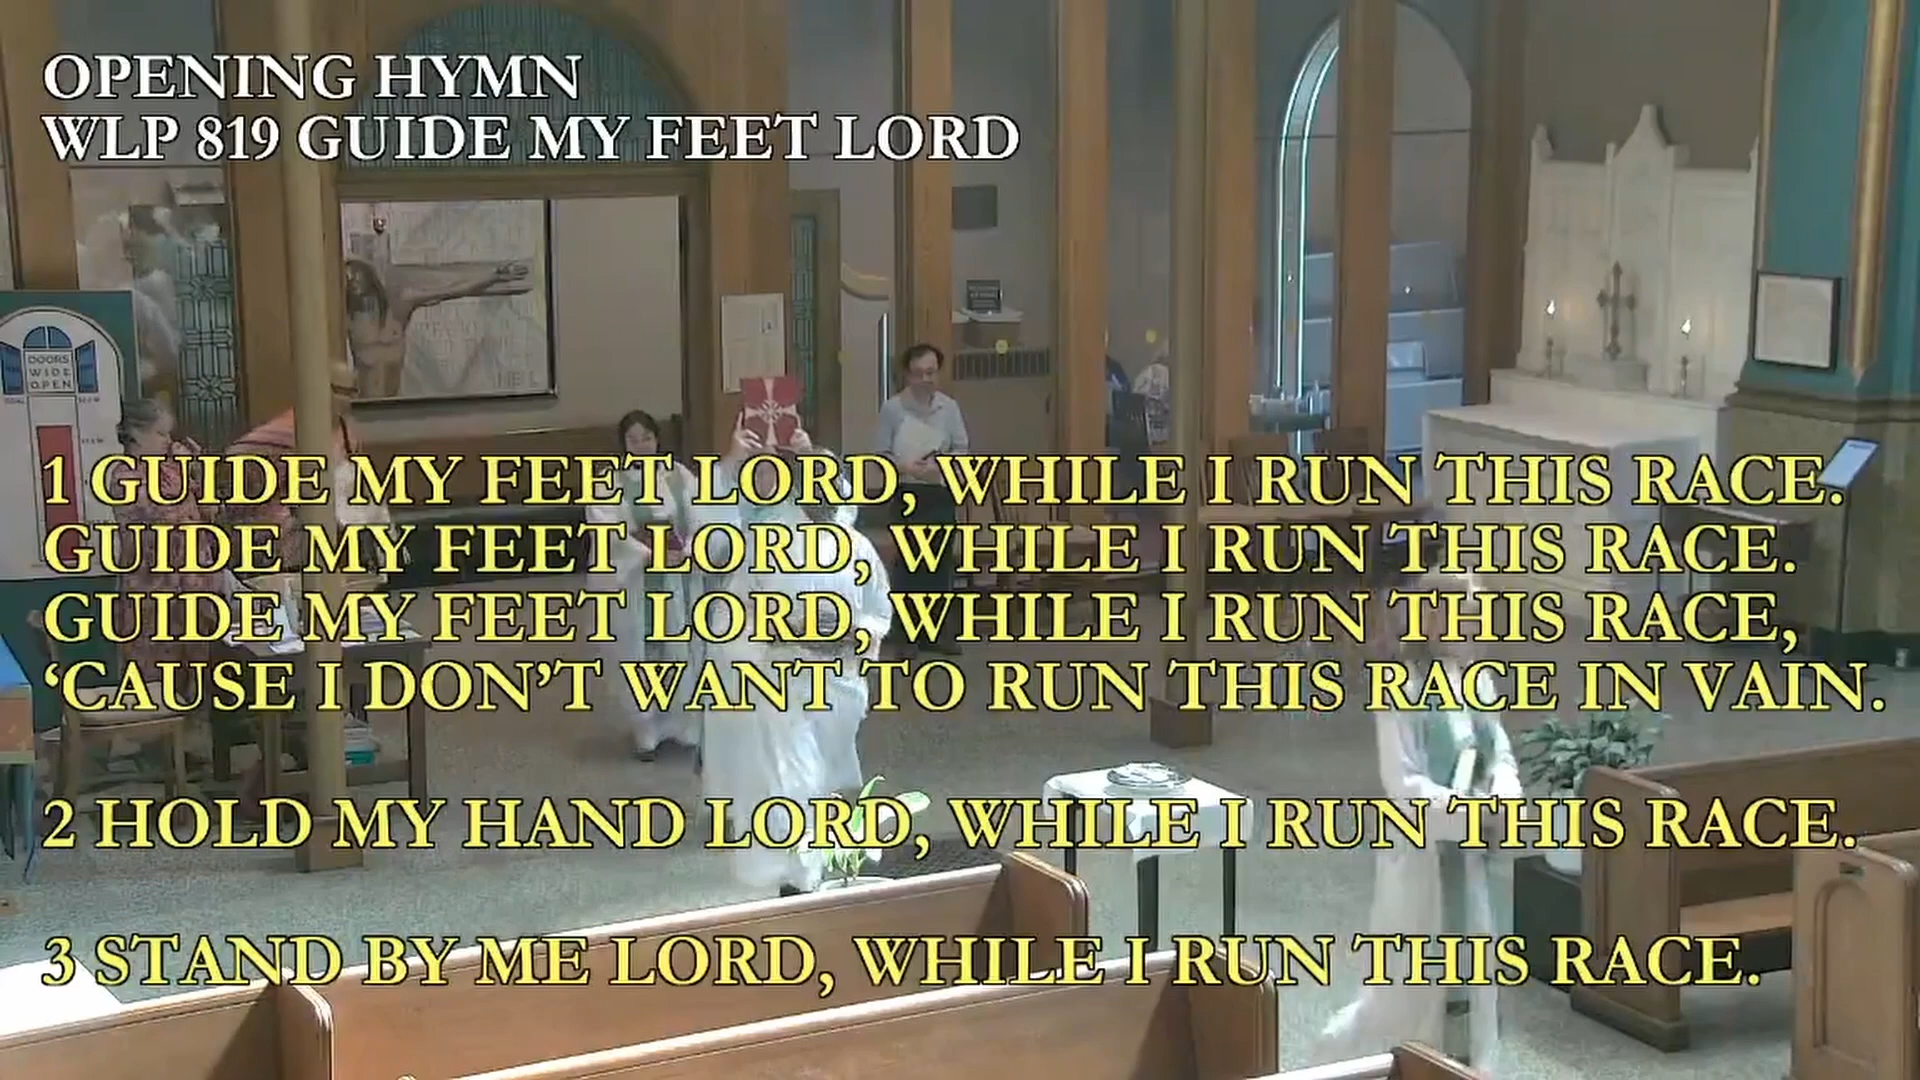 OPENING HYMN
WLP 819 GUIDE MY FEET LORD
DOORS
WIDE
OPEN
1 GUIDE MY FEET LORD, WHILE I RUN THIS RACE.
GUIDE MY FEET LORD, WHILE I RUN THIS RACE.
GUIDE MY FEET LORD, WHILE I RUN THIS RACE,
‘CAUSE I DON’T WANT TO RUN THIS RACE IN VAIN.
2 HOLD MY HAND LORD, WHILE I RUN THIS RACE.
3 STAND BY ME LORD, WHILE I RUN THIS RACE.